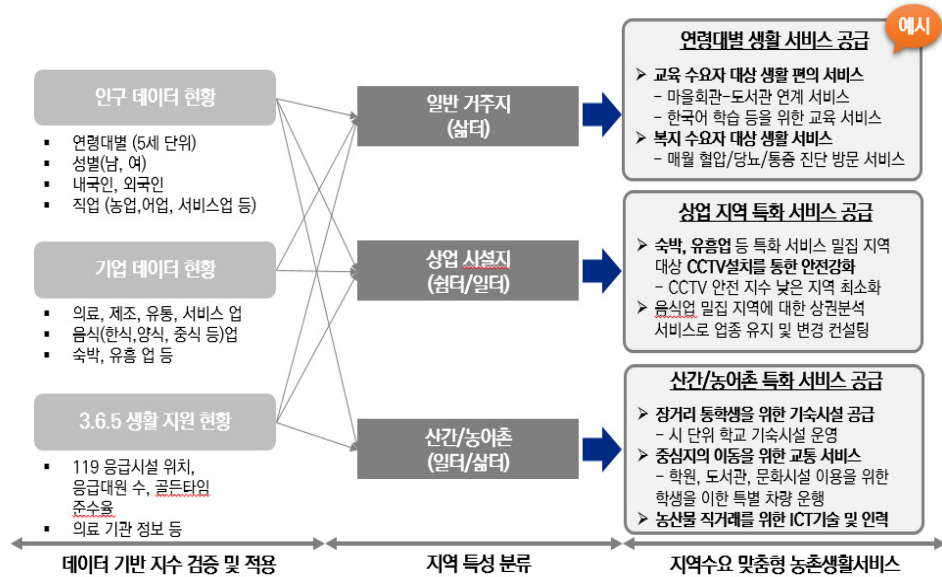 예시
인구 데이터 현황
▪ 연령대별 (5세 단위)
▪ 성별(남, 여)
▪ 내국인, 외국인
▪ 직업 (농업,어업, 서비스업 등)
기업 데이터 현황
▪ 의료, 제조, 유통, 서비스 업
▪ 음식(한식,양식, 중식 등)업
▪ 숙박, 유흥 업 등
3.6.5 생활 지원 현황
▪ 119 응급시설 위치,
응급대원 수, 골든타임
준수율
▪ 의료 기관 정보 등
데이터 기반 지수 검증 및 적용
일반 거주지
(삶터)
상업 시설지
(쉼터/일터)
산간/농어촌
(일터/삶터)
지역 특성 분류
연령대별 생활 서비스 공급
➢ 교육 수요자 대상 생활 편의 서비스
– 마을회관-도서관 연계 서비스
– 한국어 학습 등을 위한 교육 서비스
➢ 복지 수요자 대상 생활 서비스
– 매월 혈압/당뇨/통증 진단 방문 서비스
상업 지역 특화 서비스 공급
➢ 숙박, 유흥업 등 특화 서비스 밀집 지역
대상 CCTV설치를 통한 안전강화
– CCTV 안전 지수 낮은 지역 최소화
➢ 음식업 밀집 지역에 대한 상권분석
서비스로 업종 유지 및 변경 컨설팅
산간/농어촌 특화 서비스 공급
➢ 장거리 통학생을 위한 기숙시설 공급
– 시 단위 학교 기숙시설 운영
➢ 중심지의 이동을 위한 교통 서비스
– 학원, 도서관, 문화시설 이용을 위한
학생을 이한 특별 차량 운행
➢ 농산물 직거래를 위한 ICT기술 및 인력
지역수요 맞춤형 농촌생활서비스